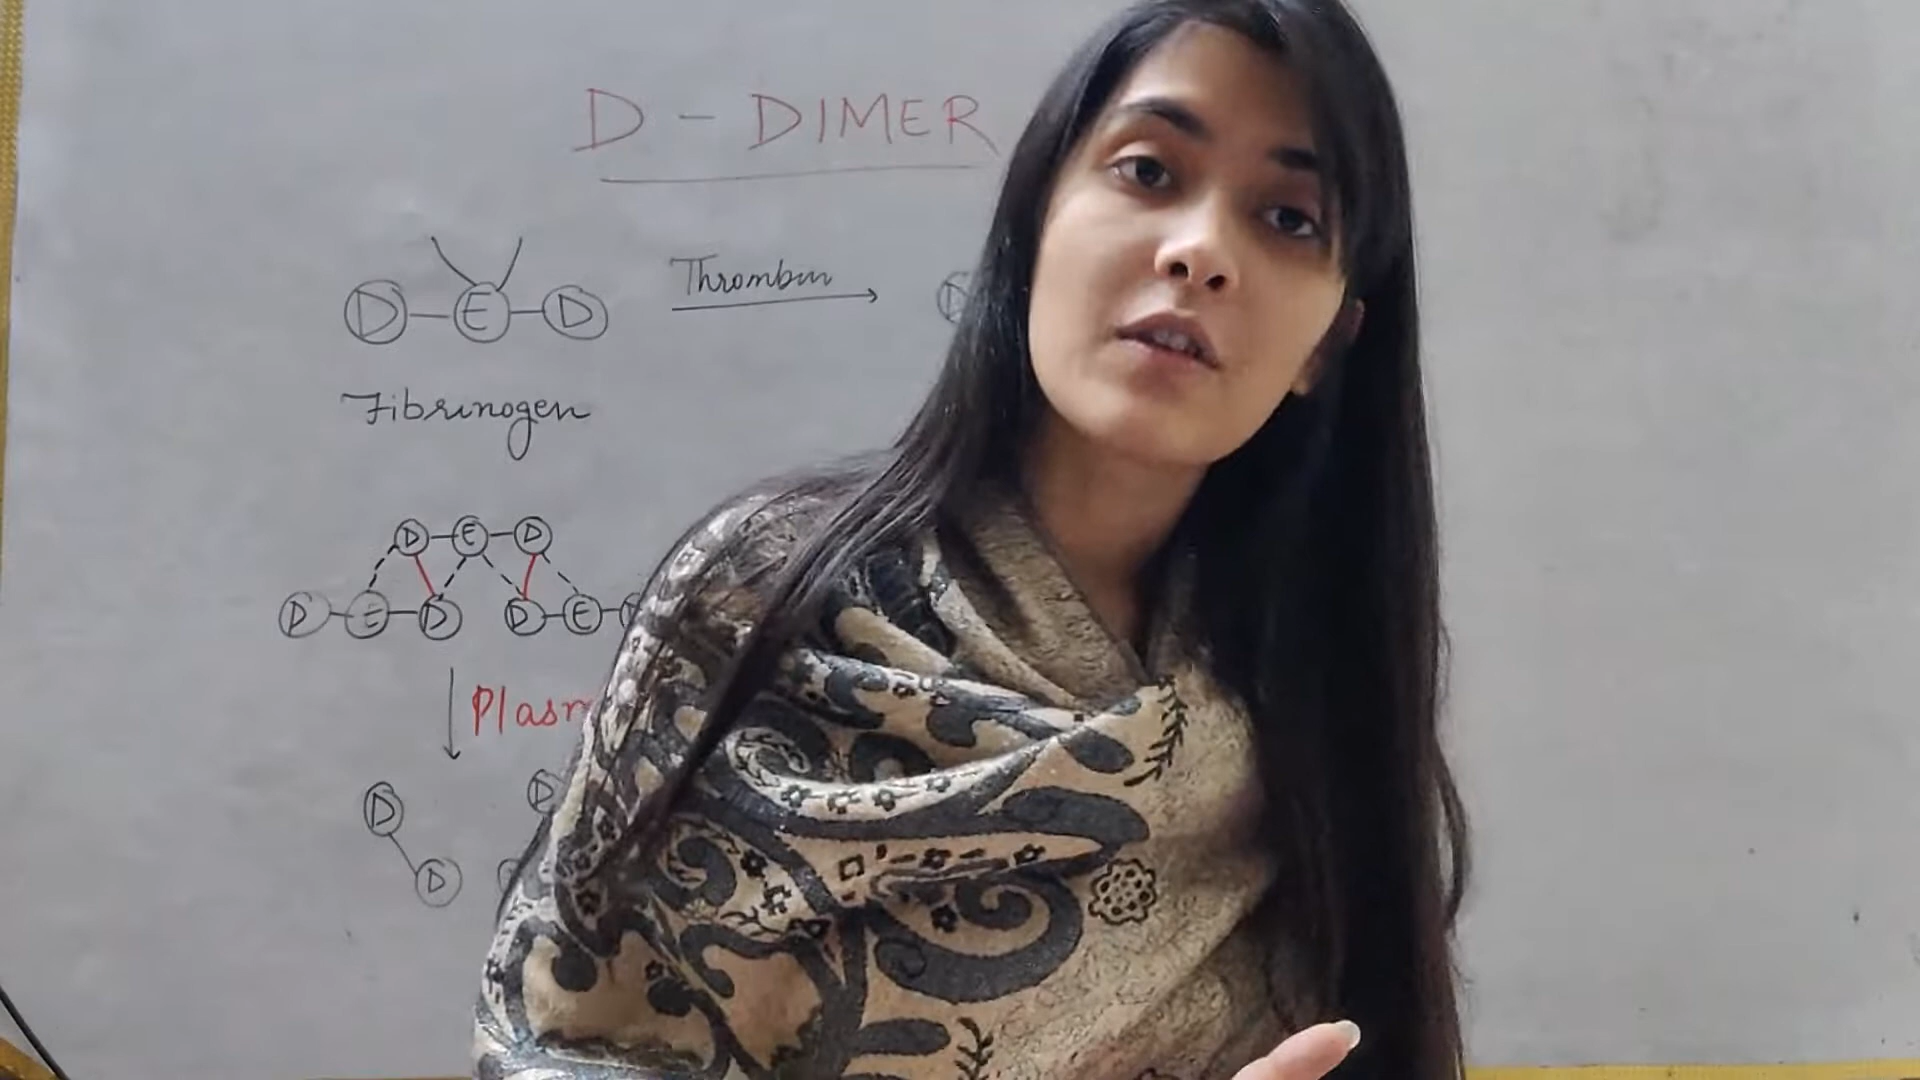 D - DIMER
D E D
Thrombin
D
Fibrinogen
D E D
D E D D E D
Plasm
D D
D